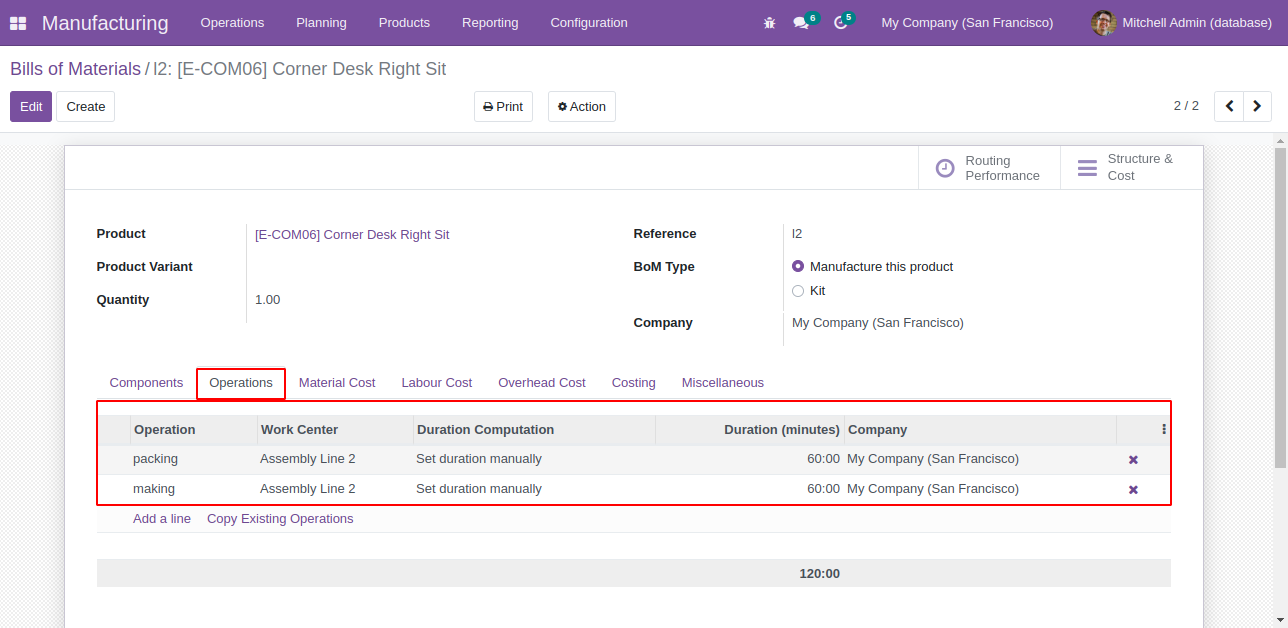 Manufacturing Operations Planning Products Reporting Configuration 6 5 My Company (San Francisco) Mitchell Admin (database)
Bills of Materials / l2: [E-COM06] Corner Desk Right Sit
Edit Create Print Action 2 / 2
Routing Performance
Structure & Cost
Product [E-COM06] Corner Desk Right Sit
Product Variant
Quantity 1.00
Reference l2
BoM Type Manufacture this product
Kit
Company My Company (San Francisco)
Components Operations Material Cost Labour Cost Overhead Cost Costing Miscellaneous
Operation Work Center Duration Computation Duration (minutes) Company
packing Assembly Line 2 Set duration manually 60:00 My Company (San Francisco)
making Assembly Line 2 Set duration manually 60:00 My Company (San Francisco)
Add a line Copy Existing Operations
120:00